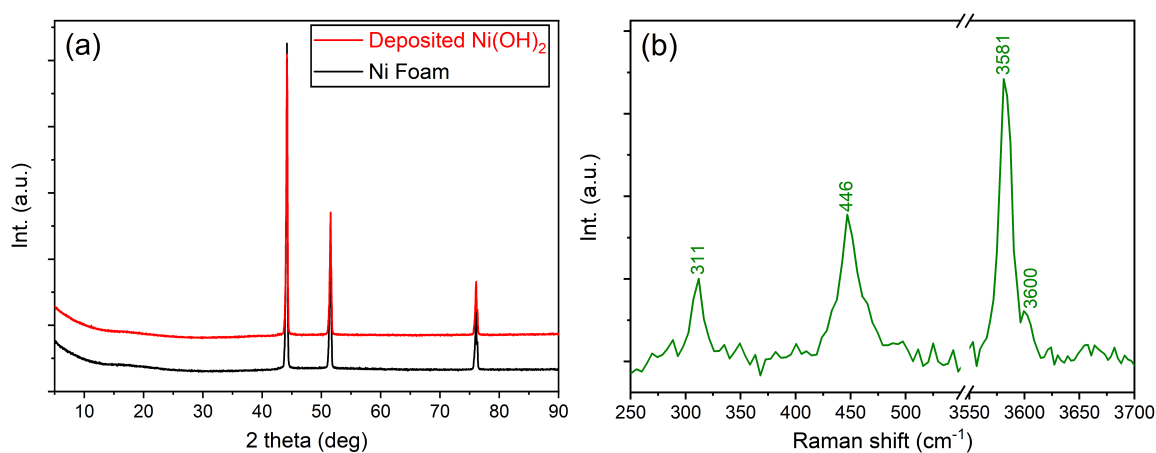 (a)
Deposited Ni(OH)₂
Ni Foam
Int. (a.u.)
10 20 30 40 50 60 70 80 90
2 theta (deg)
(b)
311
446
3581
3600
Int. (a.u.)
250 300 350 400 450 500 3550 3600 3650 3700
Raman shift (cm⁻¹)